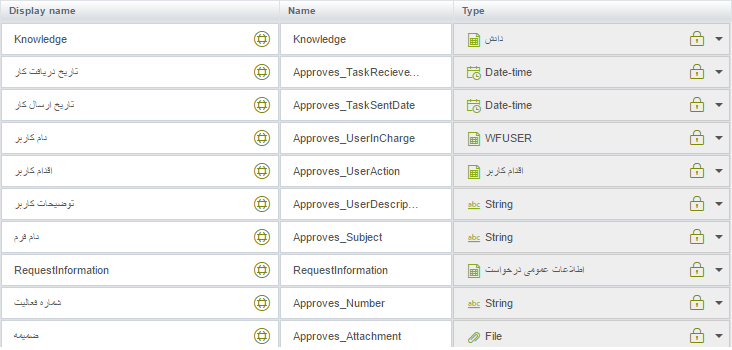 Display name Name Type
Knowledge Knowledge دانش
تاریخ دریافت کار Approves_TaskRecieve... Date-time
تاریخ ارسال کار Approves_TaskSentDate Date-time
نام کاربر Approves_UserInCharge WFUSER
اقدام کاربر Approves_UserAction اقدام کاربر
توضیحات کاربر Approves_UserDescrip... abc String
نام فرم Approves_Subject abc String
RequestInformation RequestInformation اطلاعات عمومی درخواست
شماره فعالیت Approves_Number abc String
ضمیمه Approves_Attachment File